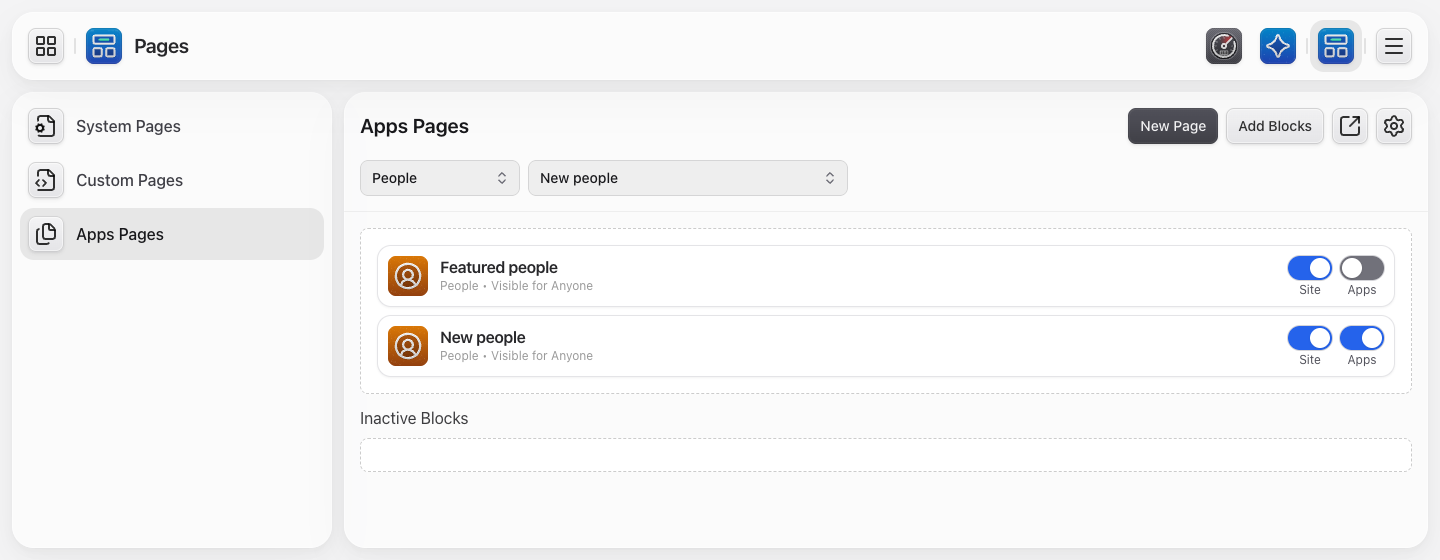 Pages
System Pages
Custom Pages
Apps Pages
Apps Pages
New Page
Add Blocks
People
New people
Featured people
People • Visible for Anyone
Site
Apps
New people
People • Visible for Anyone
Site
Apps
Inactive Blocks